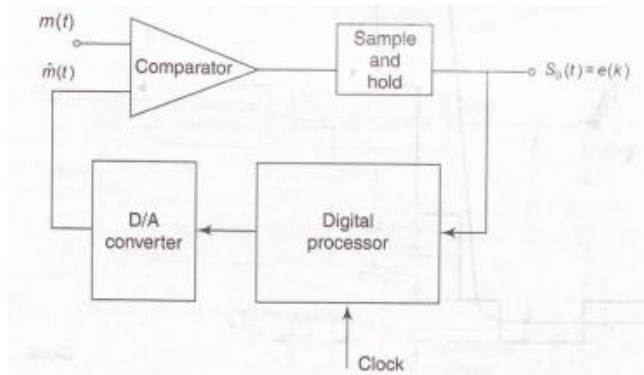 m(t)
m̂(t)
Comparator
Sample
and
hold
S₀(t) = e(k)
D/A
converter
Digital
processor
Clock